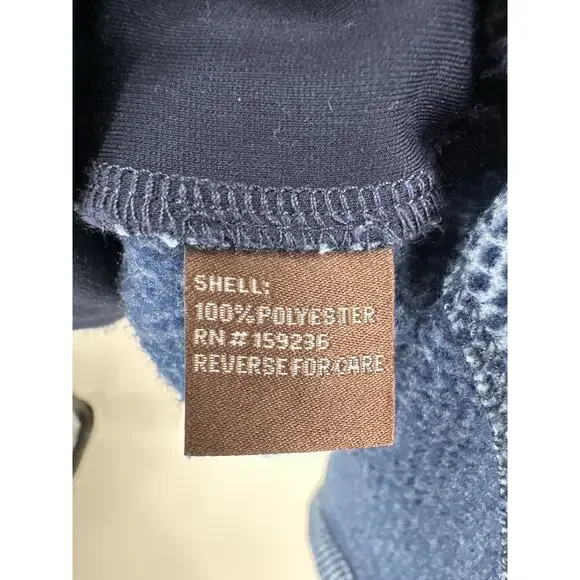 SHELL:
100% POLYESTER
RN # 159236
REVERSE FOR CARE